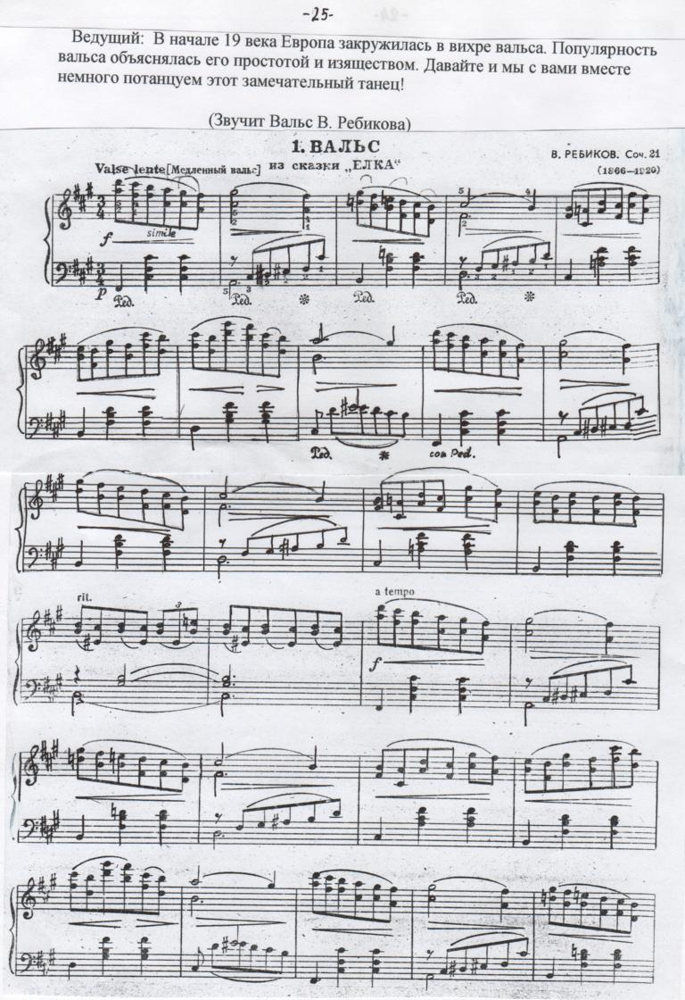 -25-
Ведущий: В начале 19 века Европа закружилась в вихре вальса. Популярность
вальса объяснялась его простотой и изяществом. Давайте и мы с вами вместе
немного потанцуем этот замечательный танец!
(Звучит Вальс В. Ребикова)
1. ВАЛЬС
из сказки „ЕЛКА“
В. РЕБИКОВ. Соч. 21
(1866—1920)
Valse lente [Медленный вальс]
f simile
p Ped. Ped. * Ped. Ped. *
Ped. * con Ped.
rit. 3 a tempo
f